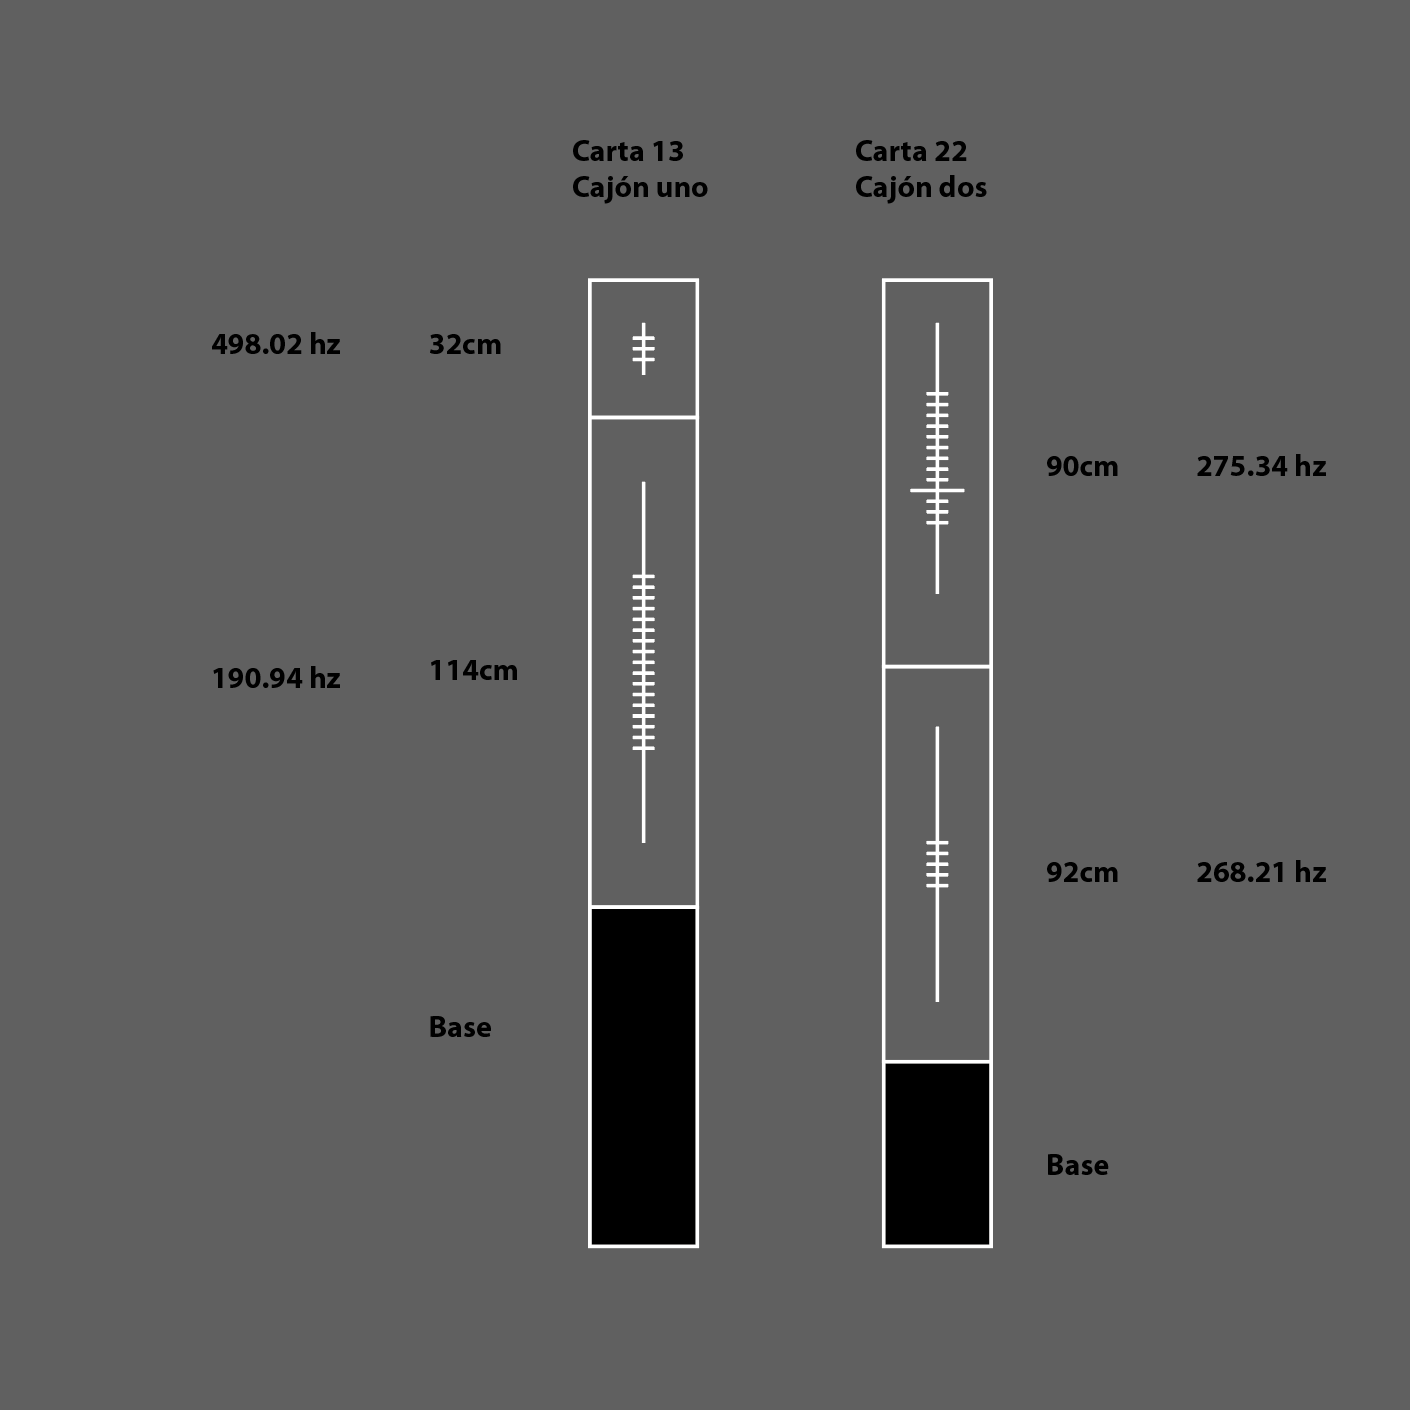 Carta 13
Cajón uno
Carta 22
Cajón dos
498.02 hz
32cm
90cm
275.34 hz
190.94 hz
114cm
92cm
268.21 hz
Base
Base